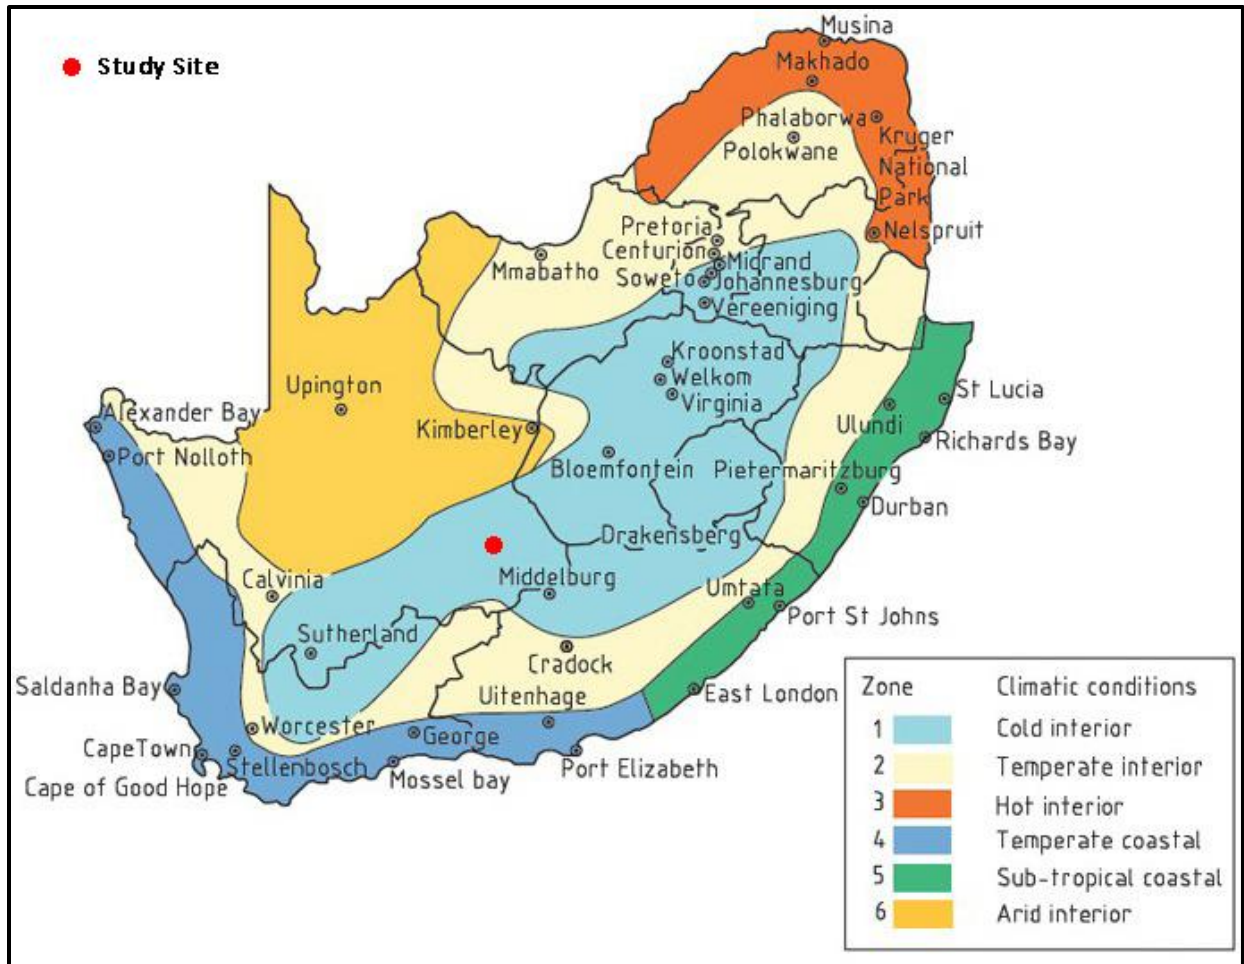 Study Site
Musina
Makhado
Phalaborwa
Kruger
National
Park
Polokwane
Pretoria
Centurion
Mmabatho
Nelspruit
Midrand
Soweto
Johannesburg
Vereeniging
Kroonstad
Welkom
Virginia
Upington
Alexander Bay
Kimberley
St Lucia
Ulundi
Richards Bay
Port Nolloth
Bloemfontein
Pietermaritzburg
Durban
Drakensberg
Calvinia
Middelburg
Umtata
Port St Johns
Sutherland
Cradock
Saldanha Bay
Uitenhage
East London
Worcester
George
CapeTown
Stellenbosch
Mossel bay
Port Elizabeth
Cape of Good Hope
Zone Climatic conditions
1 Cold interior
2 Temperate interior
3 Hot interior
4 Temperate coastal
5 Sub-tropical coastal
6 Arid interior